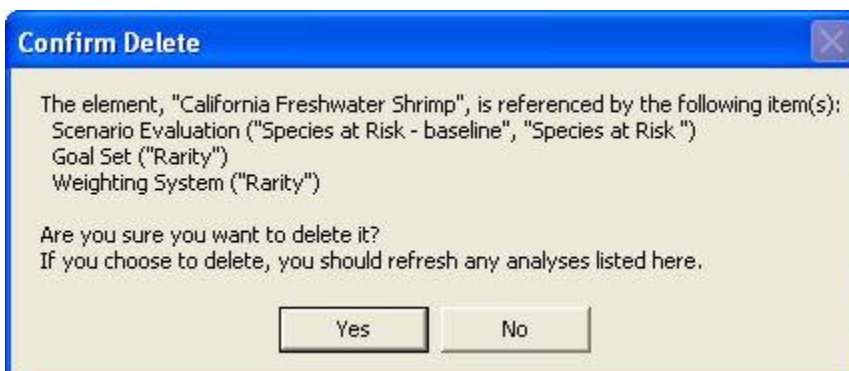 Confirm Delete
The element, "California Freshwater Shrimp", is referenced by the following item(s):
Scenario Evaluation ("Species at Risk - baseline", "Species at Risk ")
Goal Set ("Rarity")
Weighting System ("Rarity")
Are you sure you want to delete it?
If you choose to delete, you should refresh any analyses listed here.
Yes
No